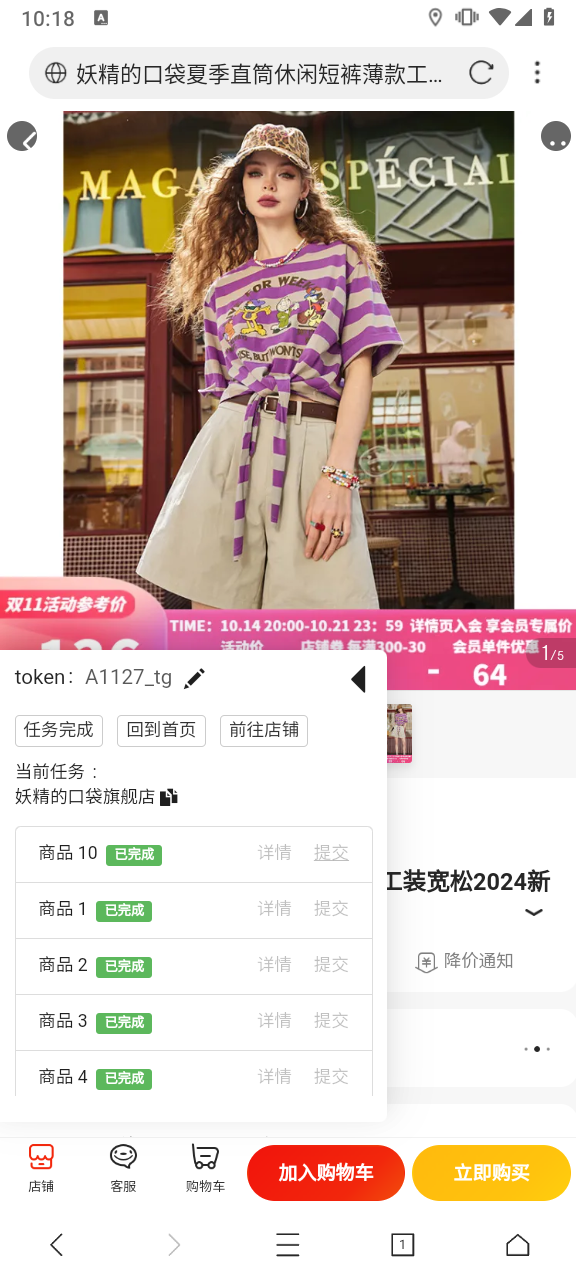 10:18
妖精的口袋夏季直筒休闲短裤薄款工...
MAGA
SPÉCIAL
OR WEEK
SE, BUT WON'TS
双11活动参考价
TIME：10.14 20:00-10.21 23：59 详情页入会 享会员专属价
活动价 店铺券 每满300-30 会员单件优惠
- 64
1/5
token： A1127_tg
任务完成 回到首页 前往店铺
当前任务：
妖精的口袋旗舰店
商品 10 已完成 详情 提交
商品 1 已完成 详情 提交
商品 2 已完成 详情 提交
商品 3 已完成 详情 提交
商品 4 已完成 详情 提交
工装宽松2024新
降价通知
店铺 客服 购物车 加入购物车 立即购买
1